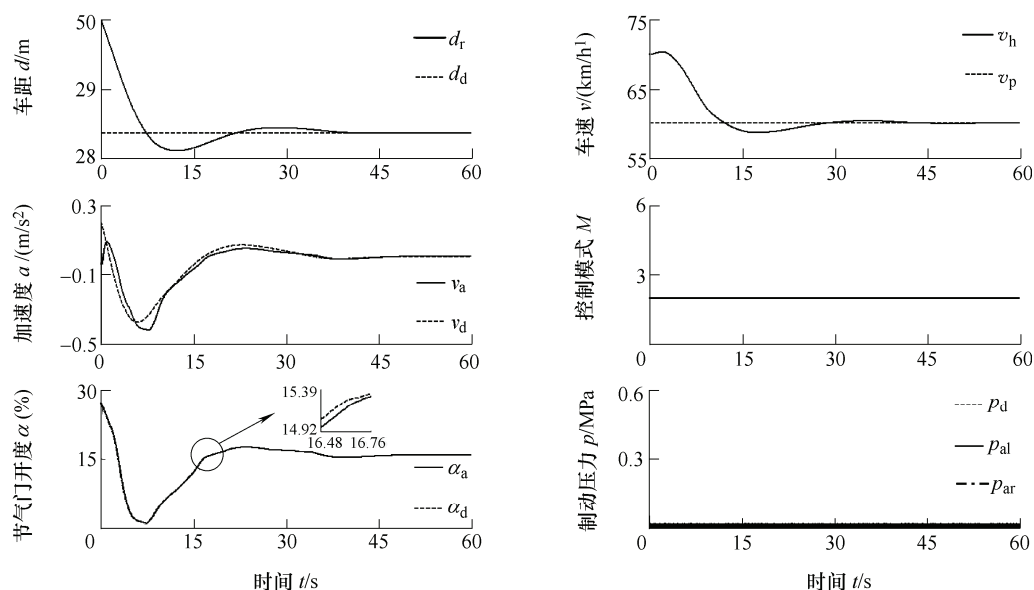 车距 d/m
50
29
28
0
15
30
45
60
d_r
d_d
车速 v/(km/h¹)
75
65
55
0
15
30
45
60
v_h
v_p
加速度 a/(m/s²)
0.3
−0.1
−0.5
0
15
30
45
60
v_a
v_d
控制模式 M
6
3
0
0
15
30
45
60
节气门开度 α (%)
30
15
0
15
30
45
60
15.39
14.92
16.48 16.76
α_a
α_d
时间 t/s
制动压力 p/MPa
0.6
0.3
0
0
15
30
45
60
p_d
p_al
p_ar
时间 t/s